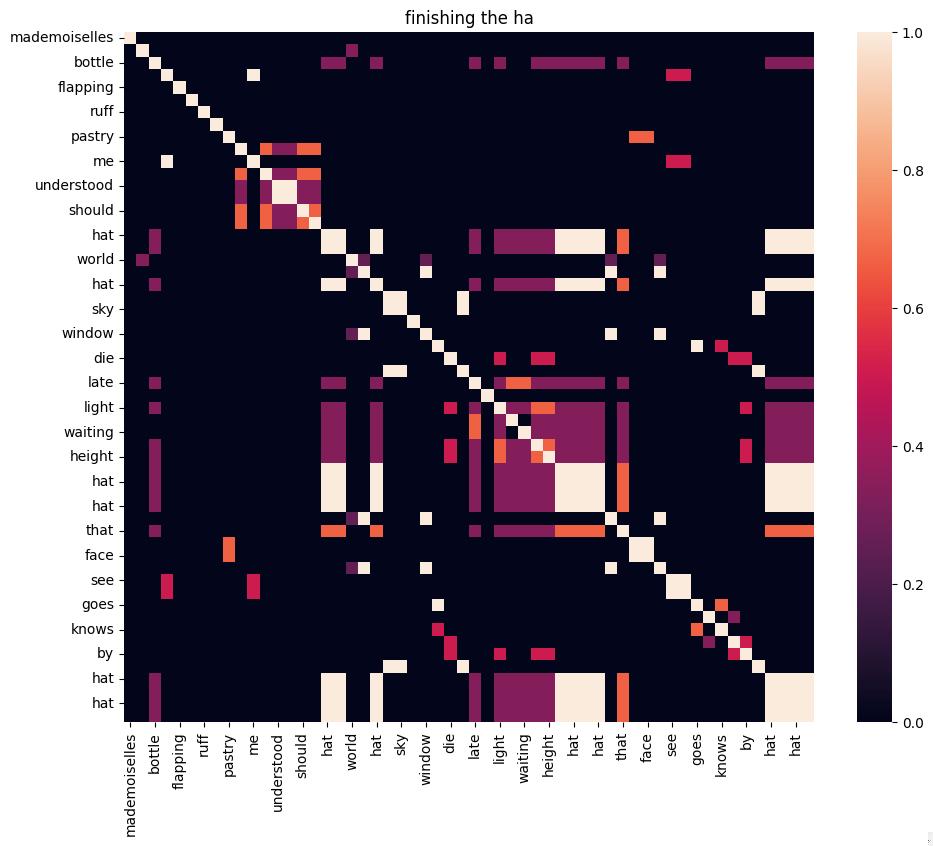 finishing the ha
mademoiselles
bottle
flapping
ruff
pastry
me
understood
should
hat
world
hat
sky
window
die
late
light
waiting
height
hat
hat
that
face
see
goes
knows
by
hat
hat
1.0
0.8
0.6
0.4
0.2
0.0
mademoiselles
bottle
flapping
ruff
pastry
me
understood
should
hat
world
hat
sky
window
die
late
light
waiting
height
hat
hat
that
face
see
goes
knows
by
hat
hat